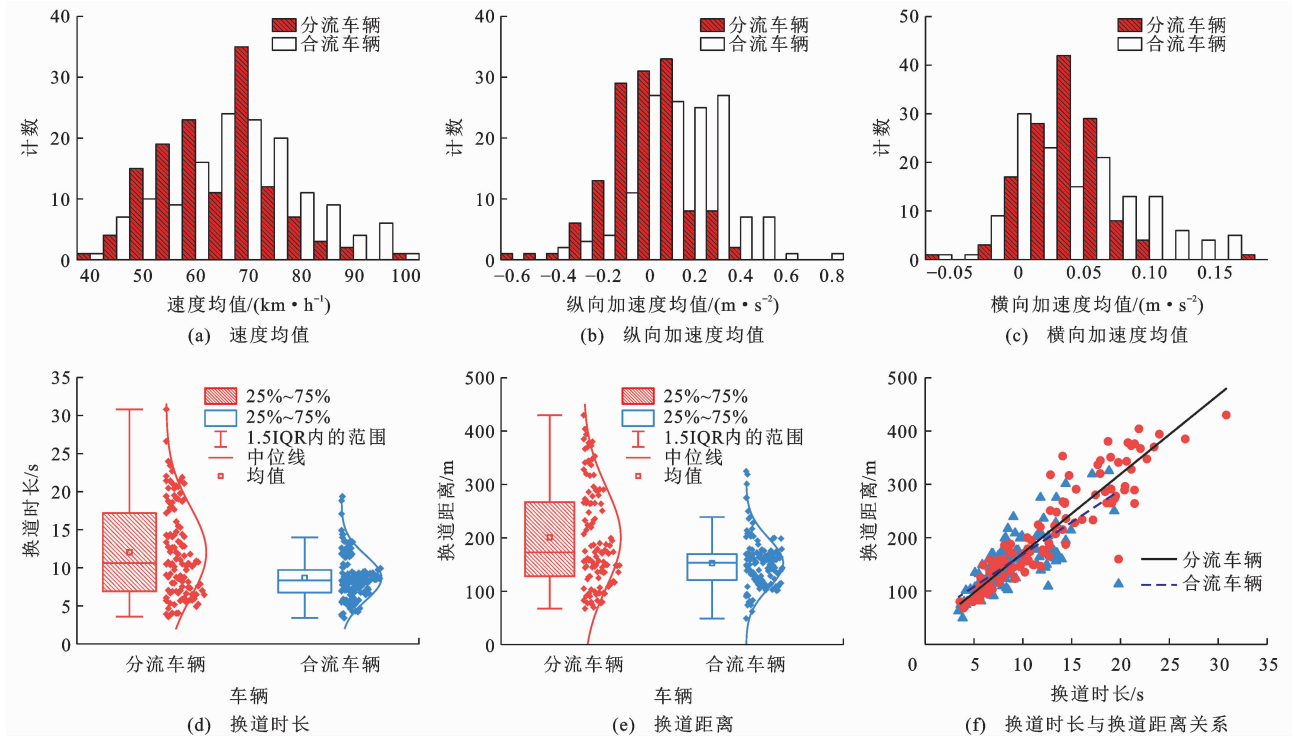 分流车辆
合流车辆
计数
40
30
20
10
0
40 50 60 70 80 90 100
速度均值/(km·h⁻¹)
(a) 速度均值
分流车辆
合流车辆
计数
40
30
20
10
0
−0.6 −0.4 −0.2 0 0.2 0.4 0.6 0.8
纵向加速度均值/(m·s⁻²)
(b) 纵向加速度均值
分流车辆
合流车辆
计数
50
40
30
20
10
0
−0.05 0 0.05 0.10 0.15
横向加速度均值/(m·s⁻²)
(c) 横向加速度均值
25%~75%
25%~75%
1.5IQR内的范围
中位线
均值
换道时长/s
35
30
25
20
15
10
5
0
分流车辆 合流车辆
车辆
(d) 换道时长
25%~75%
25%~75%
1.5IQR内的范围
中位线
均值
换道距离/m
500
400
300
200
100
0
分流车辆 合流车辆
车辆
(e) 换道距离
换道距离/m
500
400
300
200
100
分流车辆
合流车辆
0 5 10 15 20 25 30 35
换道时长/s
(f) 换道时长与换道距离关系